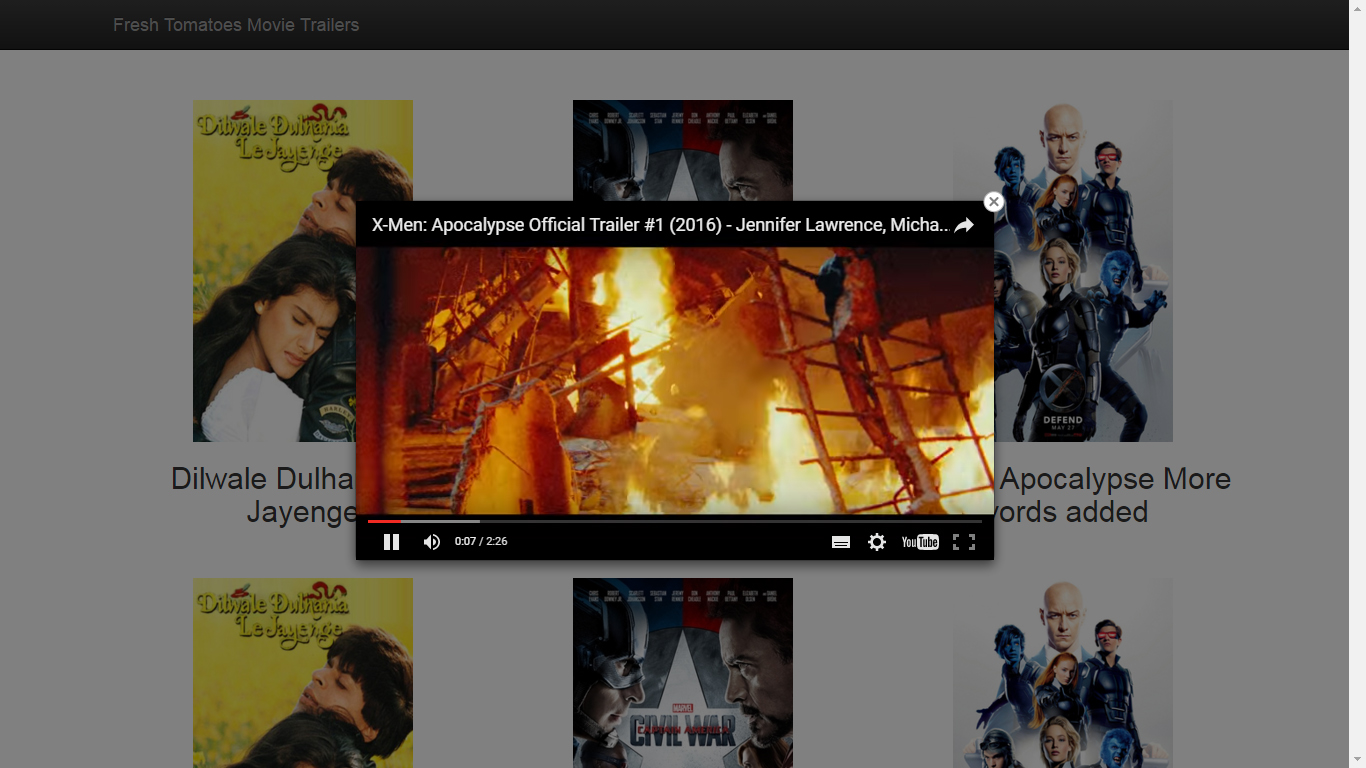 Fresh Tomatoes Movie Trailers
Dilwale Dulhania
Le Jayenge
X-Men: Apocalypse Official Trailer #1 (2016) - Jennifer Lawrence, Micha...
DEFEND
MAY 27
0:07 / 2:26
YouTube
Dilwale Dulha
Jayenge
Apocalypse More
words added
Dilwale Dulhania
Le Jayenge
MARVEL
CAPTAIN AMERICA
CIVIL WAR